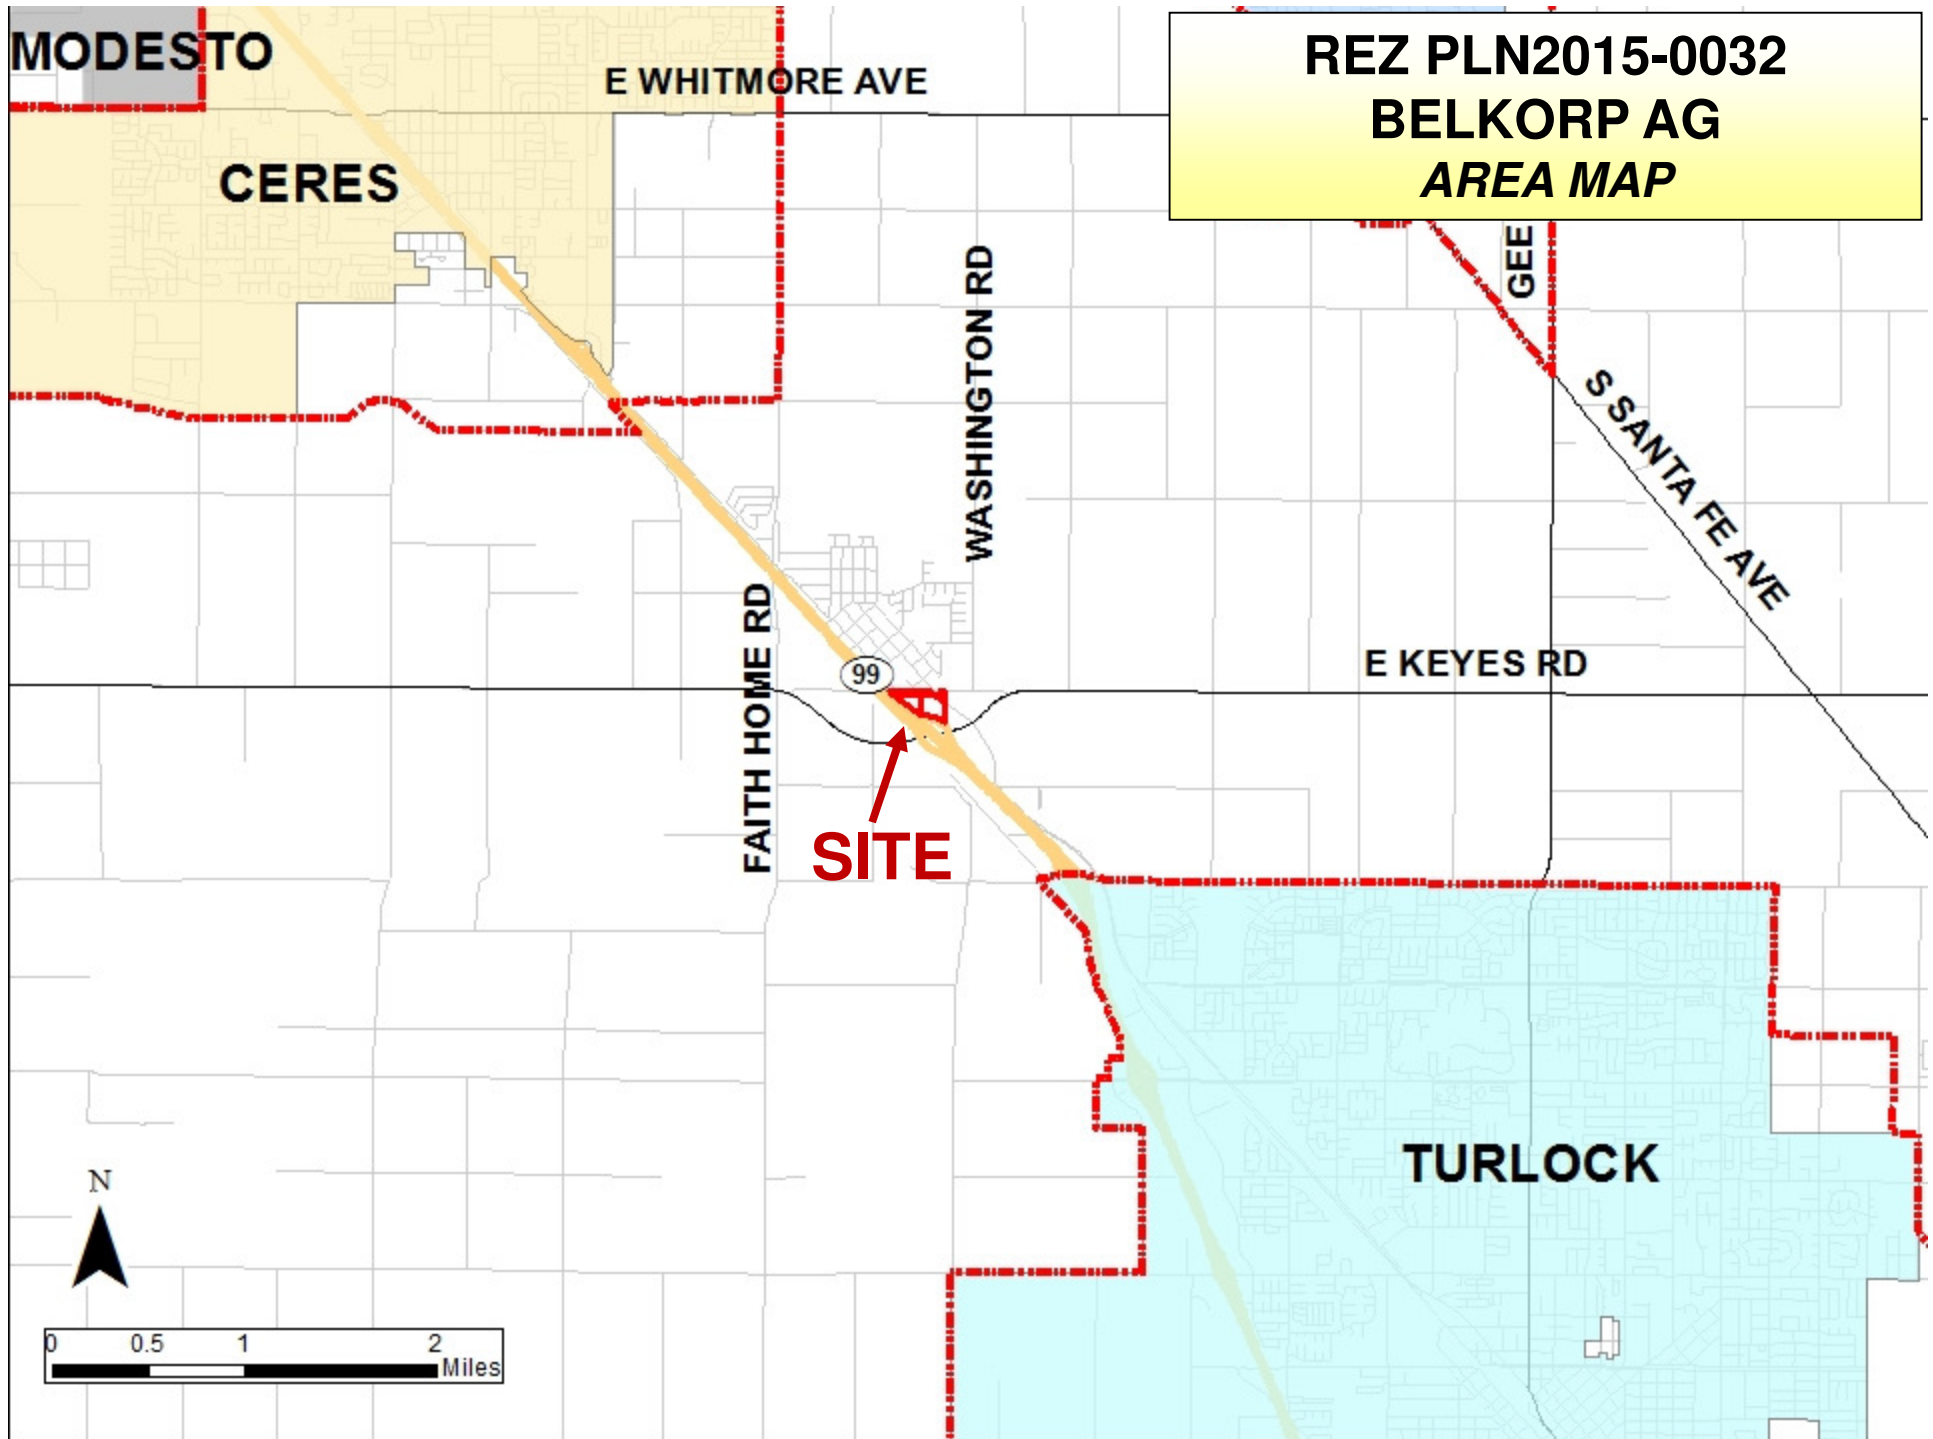 REZ PLN2015-0032
BELKORP AG
AREA MAP
MODESTO
E WHITMORE AVE
CERES
GEE
WASHINGTON RD
S SANTA FE AVE
FAITH HOME RD
99
E KEYES RD
SITE
TURLOCK
N
0 0.5 1 2
Miles